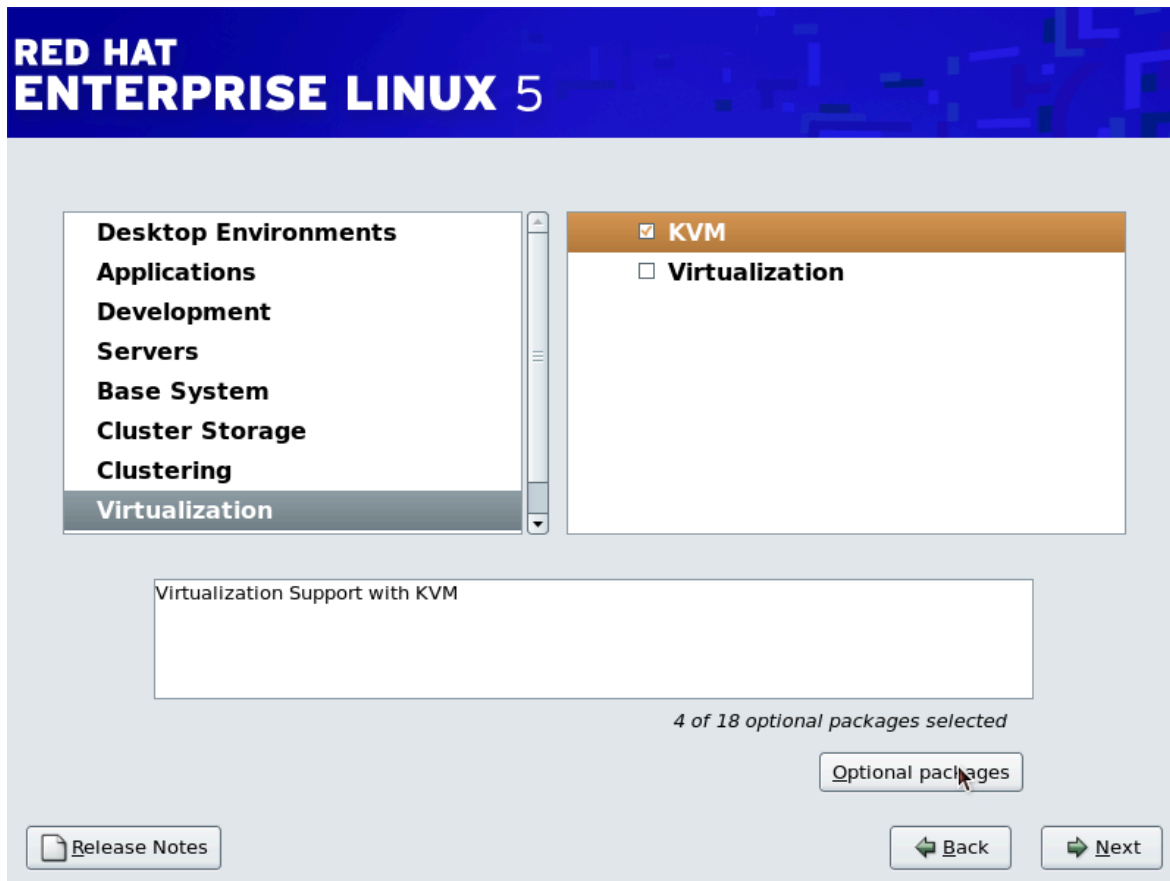 RED HAT
ENTERPRISE LINUX 5
Desktop Environments
Applications
Development
Servers
Base System
Cluster Storage
Clustering
Virtualization
KVM
Virtualization
Virtualization Support with KVM
4 of 18 optional packages selected
Optional packages
Release Notes
Back
Next